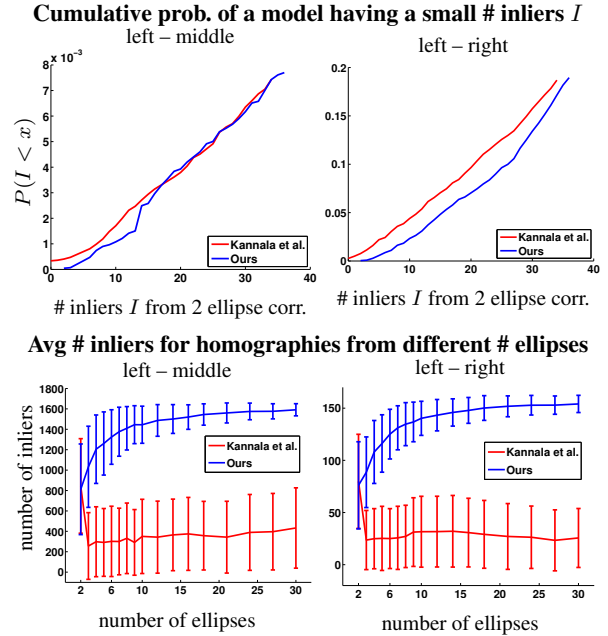 Cumulative prob. of a model having a small # inliers I
left – middle
left – right
8 x 10⁻³
7
6
5
4
3
2
1
0
P(I < x)
0 10 20 30 40
# inliers I from 2 ellipse corr.
Kannala et al.
Ours
0.2
0.15
0.1
0.05
0
0 10 20 30 40
# inliers I from 2 ellipse corr.
Kannala et al.
Ours
Avg # inliers for homographies from different # ellipses
left – middle
left – right
1800
1600
1400
1200
1000
800
600
400
200
0
number of inliers
2 5 10 15 20 25 30
number of ellipses
Kannala et al.
Ours
150
100
50
0
2 5 10 15 20 25 30
number of ellipses
Kannala et al.
Ours